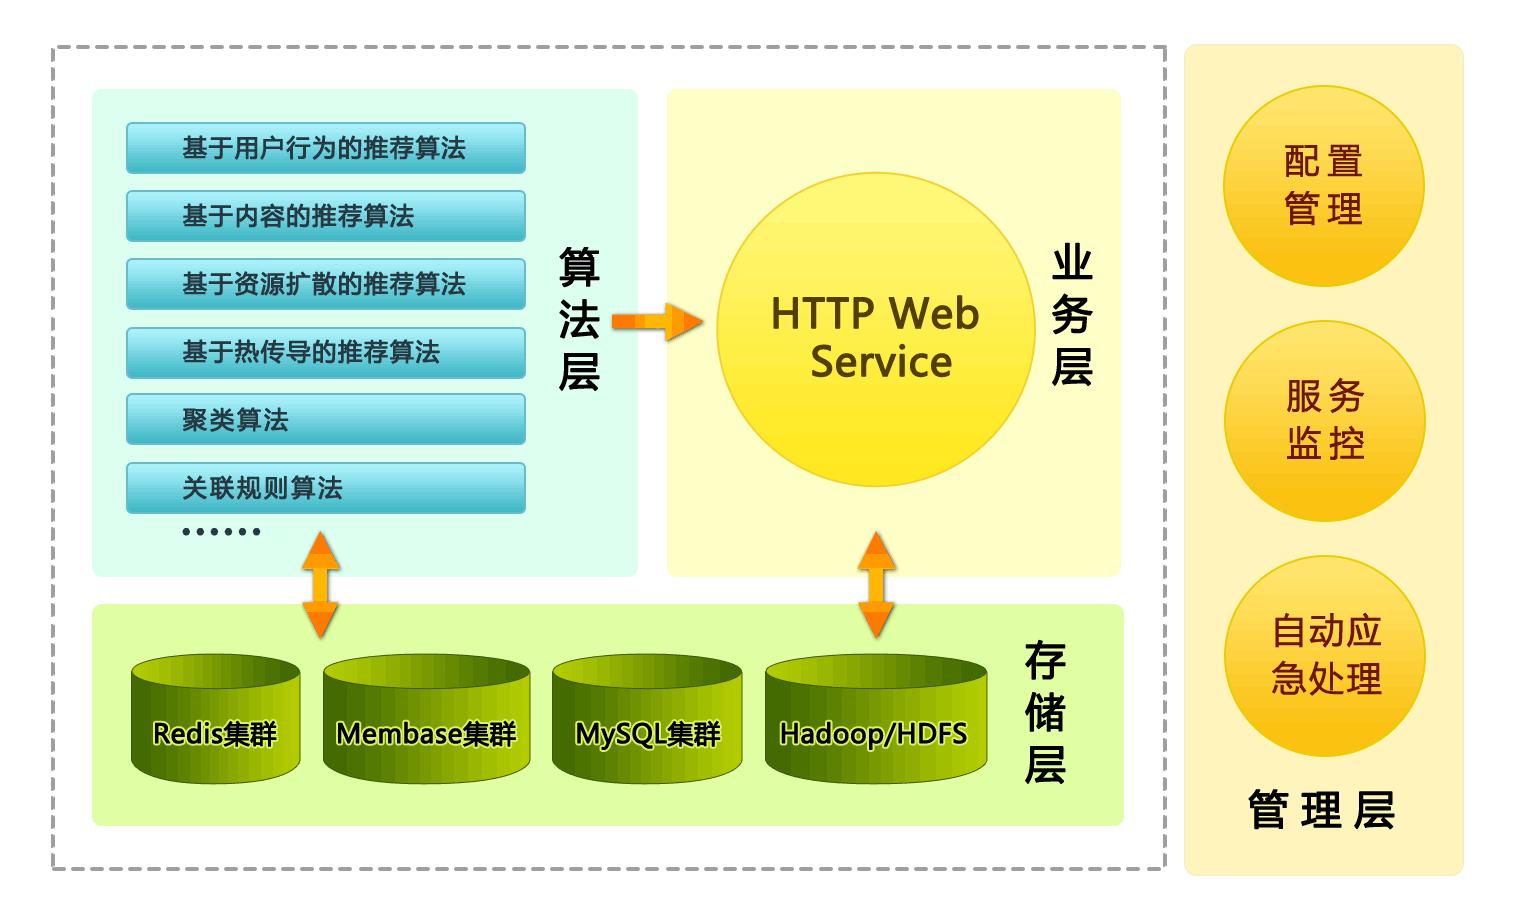 基于用户行为的推荐算法
基于内容的推荐算法
基于资源扩散的推荐算法
基于热传导的推荐算法
聚类算法
关联规则算法
••••••
算法层
HTTP Web
Service
业务层
Redis集群
Membase集群
MySQL集群
Hadoop/HDFS
存储层
配置
管理
服务
监控
自动应
急处理
管理层